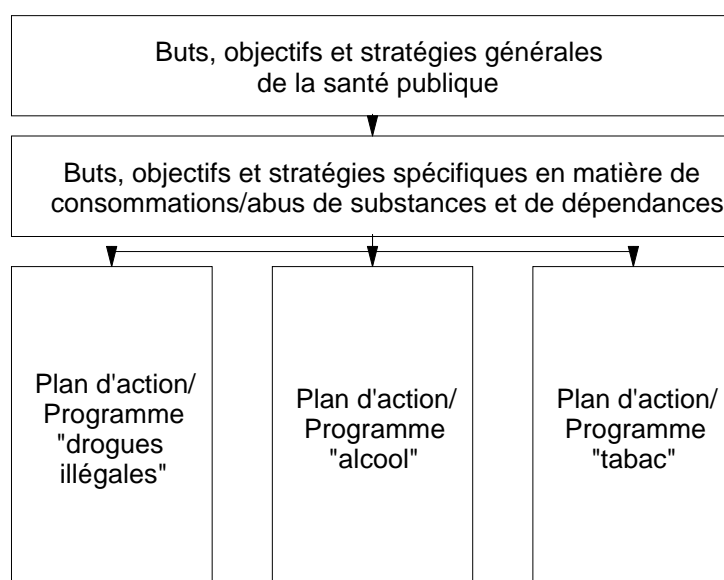 Buts, objectifs et stratégies générales
de la santé publique
Buts, objectifs et stratégies spécifiques en matière de
consommations/abus de substances et de dépendances
Plan d'action/
Programme
"drogues
illégales"
Plan d'action/
Programme
"alcool"
Plan d'action/
Programme
"tabac"